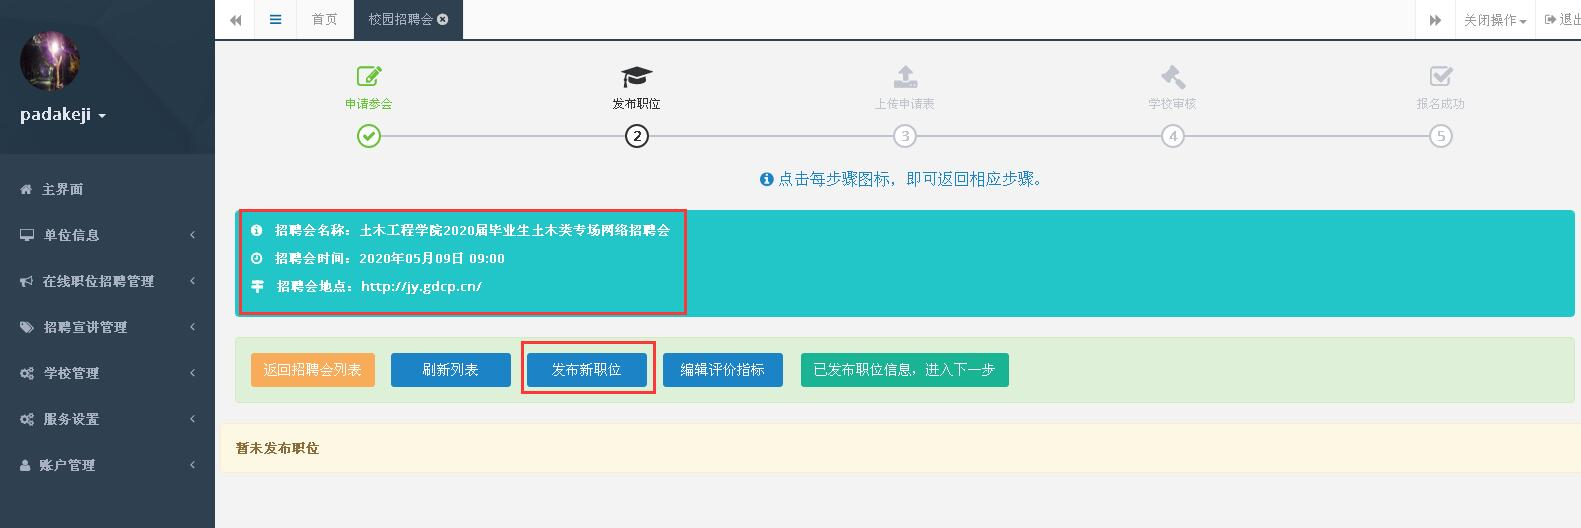 首页
校园招聘会
关闭操作
退出
padakeji
主界面
单位信息
在线职位招聘管理
招聘宣讲管理
学校管理
服务设置
账户管理
申请参会
发布职位
上传申请表
学校审核
报名成功
2
3
4
5
点击每步骤图标，即可返回相应步骤。
招聘会名称：土木工程学院2020届毕业生土木类专场网络招聘会
招聘会时间：2020年05月09日 09:00
招聘会地点：http://jy.gdcp.cn/
返回招聘会列表
刷新列表
发布新职位
编辑评价指标
已发布职位信息，进入下一步
暂未发布职位